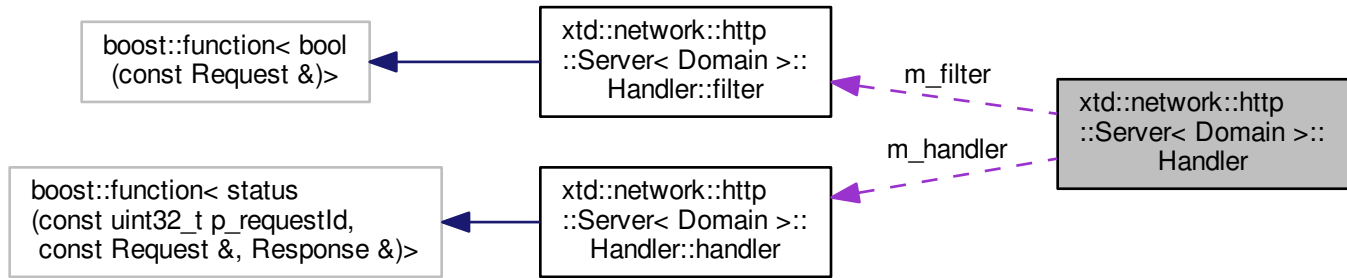 boost::function< bool
(const Request &)>
xtd::network::http
::Server< Domain >::
Handler::filter
m_filter
xtd::network::http
::Server< Domain >::
Handler
m_handler
boost::function< status
(const uint32_t p_requestId,
const Request &, Response &)>
xtd::network::http
::Server< Domain >::
Handler::handler